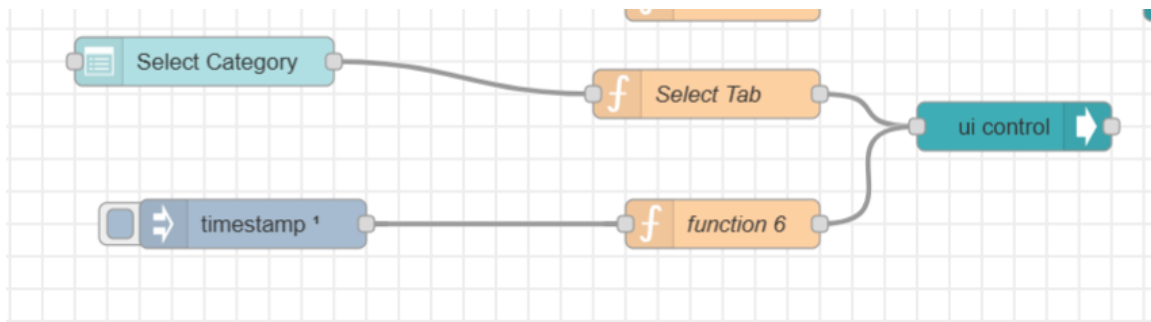 Select Category
Select Tab
ui control
timestamp ¹
function 6